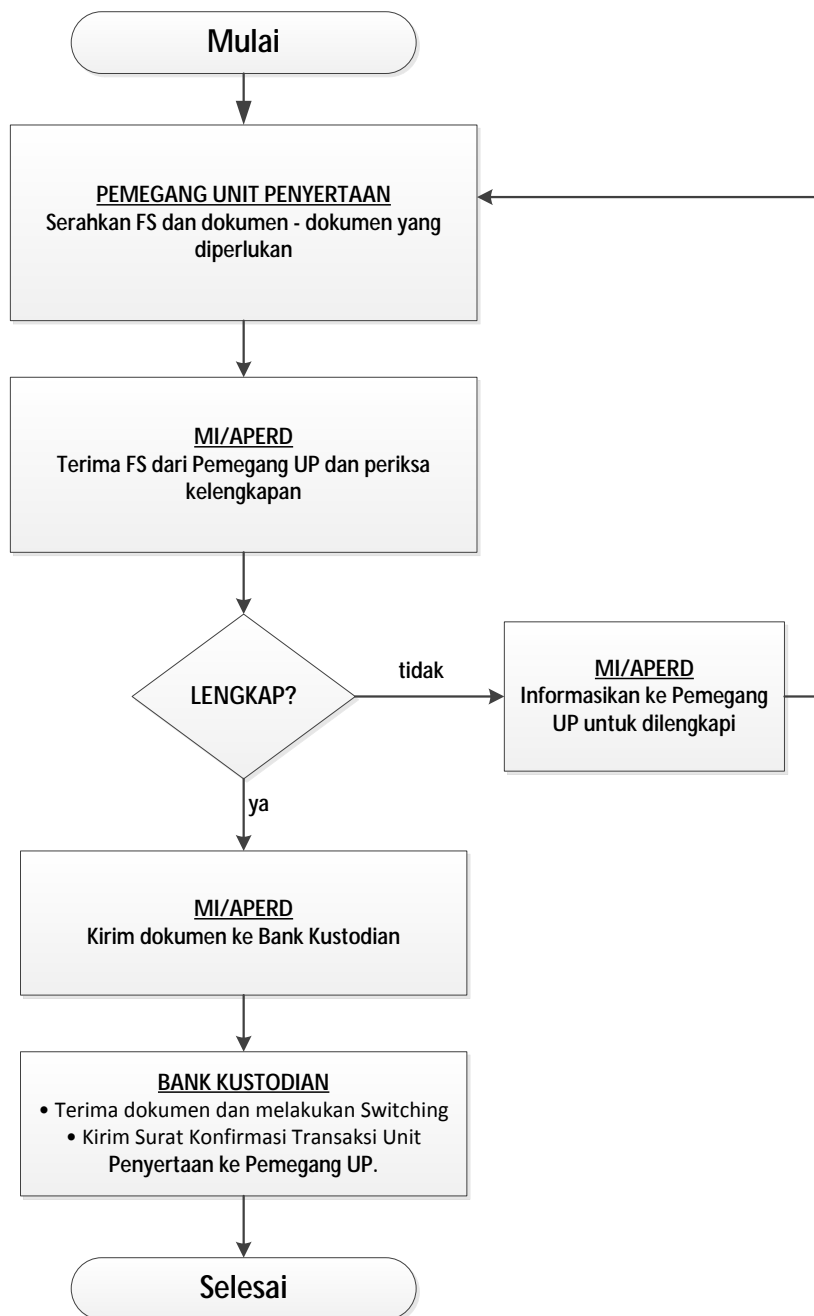 Mulai
PEMEGANG UNIT PENYERTAAN
Serahkan FS dan dokumen - dokumen yang
diperlukan
MI/APERD
Terima FS dari Pemegang UP dan periksa
kelengkapan
LENGKAP?
tidak
MI/APERD
Informasikan ke Pemegang
UP untuk dilengkapi
ya
MI/APERD
Kirim dokumen ke Bank Kustodian
BANK KUSTODIAN
• Terima dokumen dan melakukan Switching
• Kirim Surat Konfirmasi Transaksi Unit
Penyertaan ke Pemegang UP.
Selesai